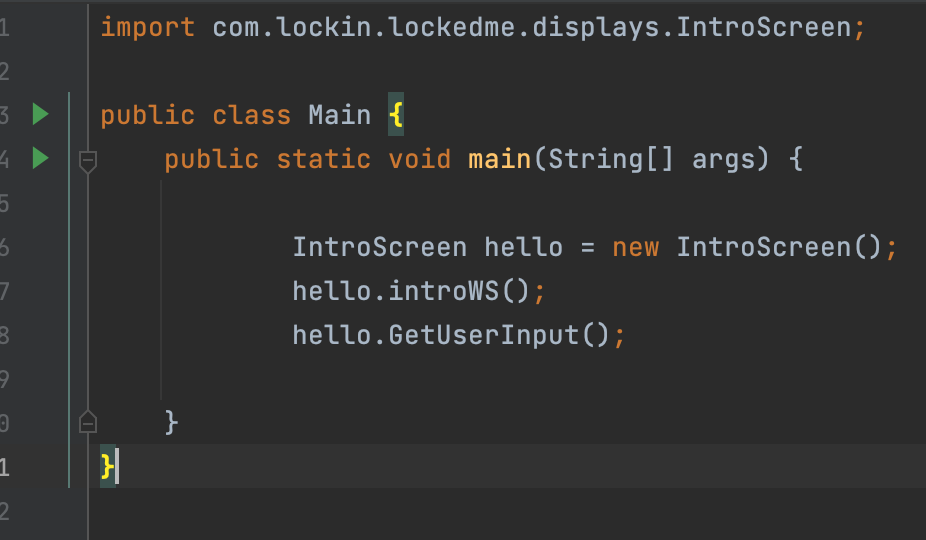 1 import com.lockin.lockedme.displays.IntroScreen;
2
3 public class Main {
4     public static void main(String[] args) {
5
6             IntroScreen hello = new IntroScreen();
7             hello.introWS();
8             hello.GetUserInput();
9
0     }
1 }
2